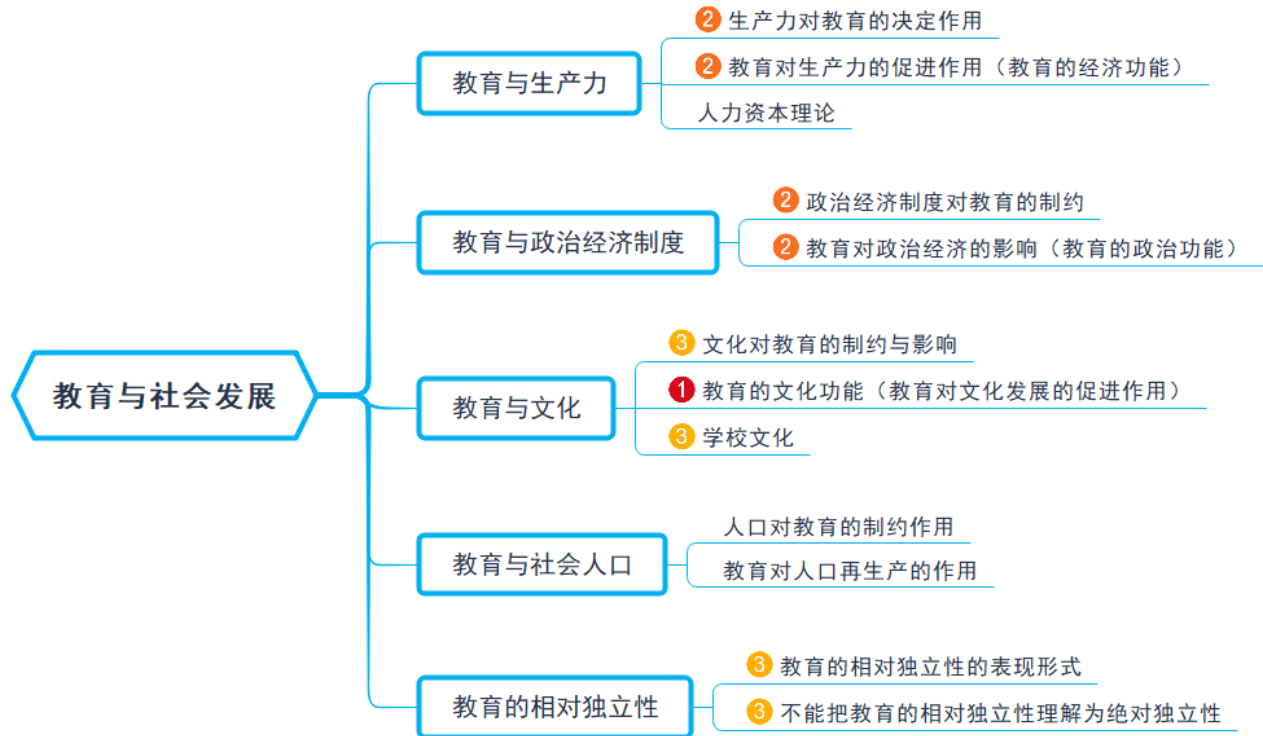 ② 生产力对教育的决定作用
② 教育对生产力的促进作用（教育的经济功能）
教育与生产力
人力资本理论
② 政治经济制度对教育的制约
教育与政治经济制度
② 教育对政治经济的影响（教育的政治功能）
③ 文化对教育的制约与影响
教育与社会发展
① 教育的文化功能（教育对文化发展的促进作用）
教育与文化
③ 学校文化
人口对教育的制约作用
教育与社会人口
教育对人口再生产的作用
③ 教育的相对独立性的表现形式
教育的相对独立性
③ 不能把教育的相对独立性理解为绝对独立性